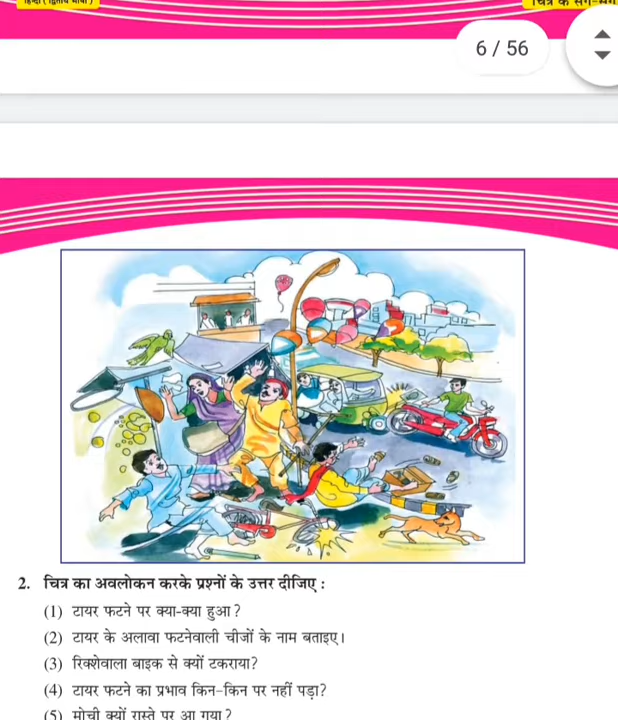 हिन्दी ( द्वितीय भाषा )
चित्र के संग-संग
6 / 56
2. चित्र का अवलोकन करके प्रश्नों के उत्तर दीजिए :
(1) टायर फटने पर क्या-क्या हुआ ?
(2) टायर के अलावा फटनेवाली चीजों के नाम बताइए।
(3) रिक्शेवाला बाइक से क्यों टकराया?
(4) टायर फटने का प्रभाव किन-किन पर नहीं पड़ा?
(5) मोची क्यों रास्ते पर आ गया ?